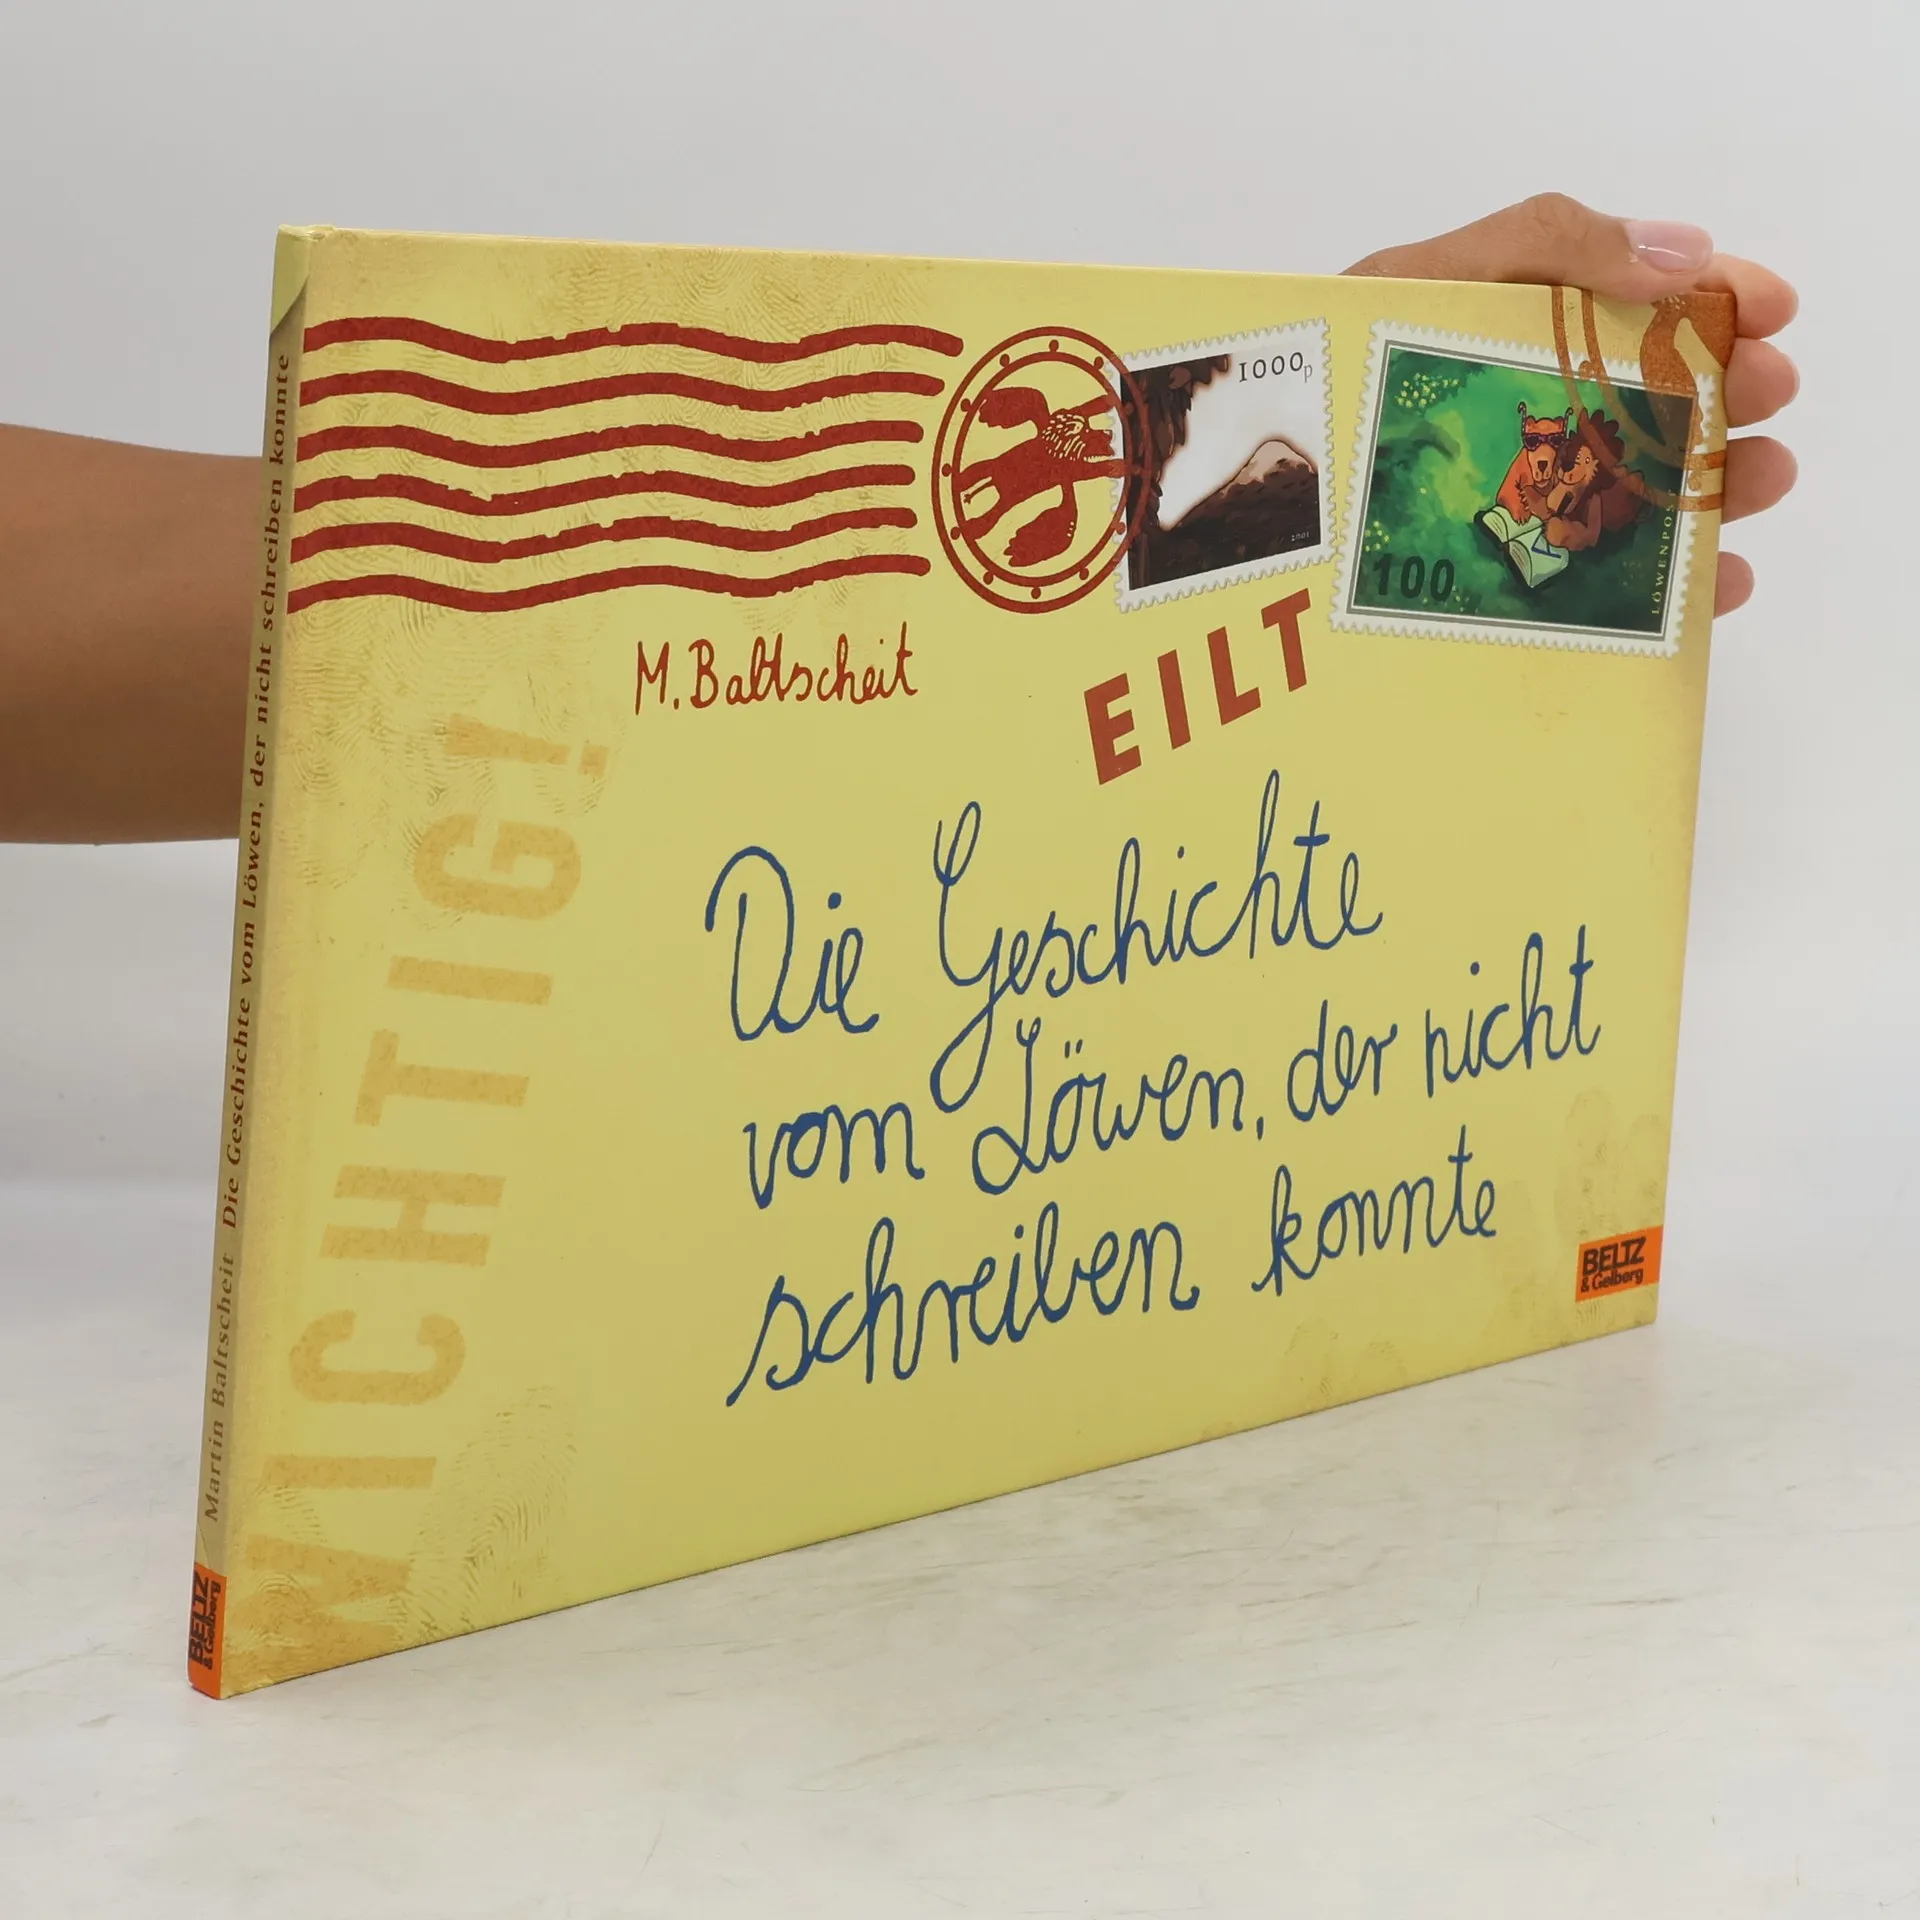 Martin Baltscheit Die Geschichte vom Löwen, der nicht schreiben konnte
BELTZ
& Gelberg
1000p
2001
100
LÖWENPOST
M. Baltscheit
EILT
WICHTIG!
Die Geschichte
vom Löwen, der nicht
schreiben konnte
BELTZ
& Gelberg